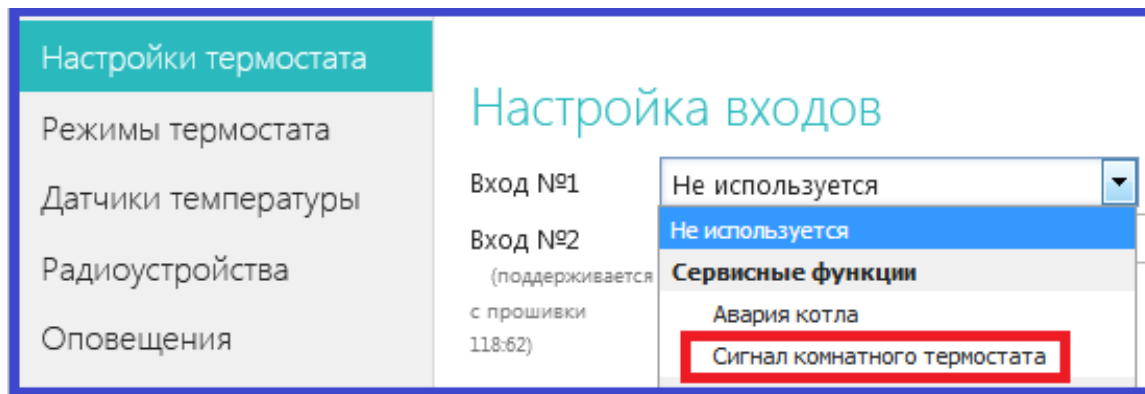 Настройки термостата
Режимы термостата
Датчики температуры
Радиоустройства
Оповещения
Настройка входов
Вход №1
Не используется
Вход №2
(поддерживается
с прошивки
118:62)
Не используется
Сервисные функции
Авария котла
Сигнал комнатного термостата